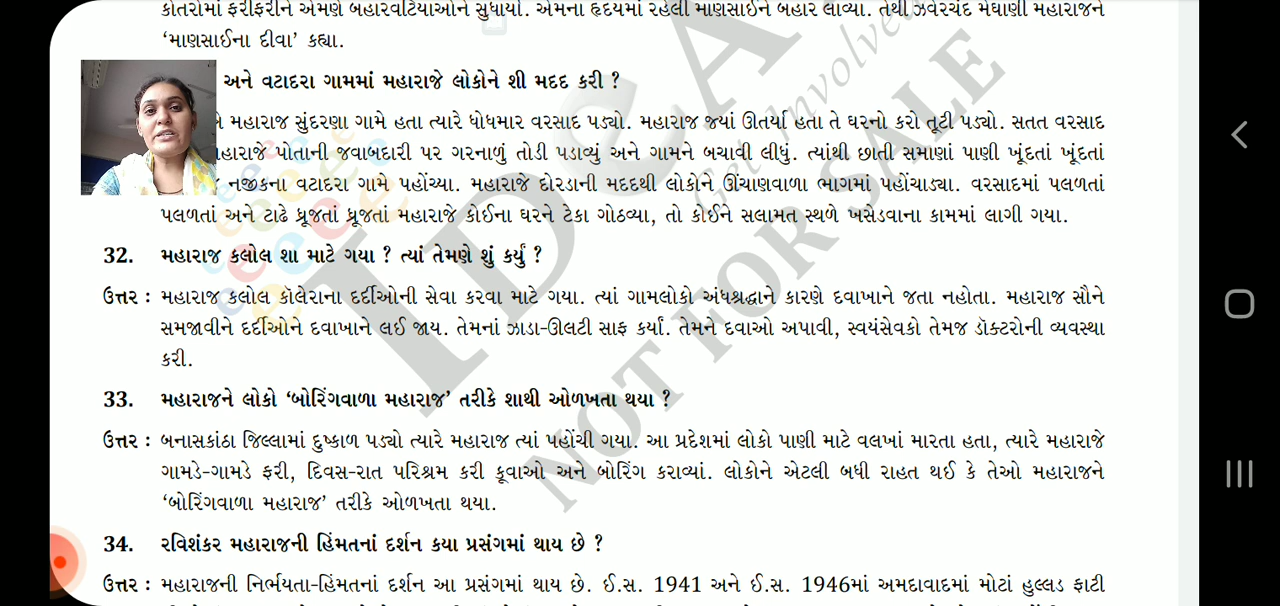 કોતરોમાં ફરીફરીને એમણે બહારવટિયાઓને સુધાર્યા. એમના હૃદયમાં રહેલી માણસાઈને બહાર લાવ્યા. તેથી ઝવેરચંદ મેઘાણી મહારાજને
‘માણસાઈના દીવા’ કહ્યા.
અને વટાદરા ગામમાં મહારાજે લોકોને શી મદદ કરી ?
મહારાજ સુંદરણા ગામે હતા ત્યારે ધોધમાર વરસાદ પડ્યો. મહારાજ જ્યાં ઊતર્યા હતા તે ઘરનો કરો તૂટી પડ્યો. સતત વરસાદ
મહારાજે પોતાની જવાબદારી પર ગરનાળું તોડી પડાવ્યું અને ગામને બચાવી લીધું. ત્યાંથી છાતી સમાણાં પાણી ખૂંદતાં ખૂંદતાં
નજીકના વટાદરા ગામે પહોંચ્યા. મહારાજે દોરડાની મદદથી લોકોને ઊંચાણવાળા ભાગમાં પહોંચાડ્યા. વરસાદમાં પલળતાં
પલળતાં અને ટાઢે ધ્રૂજતાં ધ્રૂજતાં મહારાજે કોઈના ઘરને ટેકા ગોઠવ્યા, તો કોઈને સલામત સ્થળે ખસેડવાના કામમાં લાગી ગયા.
32. મહારાજ કલોલ શા માટે ગયા ? ત્યાં તેમણે શું કર્યું ?
ઉત્તર : મહારાજ કલોલ કૉલેરાના દર્દીઓની સેવા કરવા માટે ગયા. ત્યાં ગામલોકો અંધશ્રદ્ધાને કારણે દવાખાને જતા નહોતા. મહારાજ સૌને
સમજાવીને દર્દીઓને દવાખાને લઈ જાય. તેમનાં ઝાડા-ઊલટી સાફ કર્યાં. તેમને દવાઓ અપાવી, સ્વયંસેવકો તેમજ ડૉક્ટરોની વ્યવસ્થા
કરી.
33. મહારાજને લોકો ‘બોરિંગવાળા મહારાજ’ તરીકે શાથી ઓળખતા થયા ?
ઉત્તર : બનાસકાંઠા જિલ્લામાં દુષ્કાળ પડ્યો ત્યારે મહારાજ ત્યાં પહોંચી ગયા. આ પ્રદેશમાં લોકો પાણી માટે વલખાં મારતા હતા, ત્યારે મહારાજે
ગામડે-ગામડે ફરી, દિવસ-રાત પરિશ્રમ કરી કૂવાઓ અને બોરિંગ કરાવ્યાં. લોકોને એટલી બધી રાહત થઈ કે તેઓ મહારાજને
‘બોરિંગવાળા મહારાજ’ તરીકે ઓળખતા થયા.
34. રવિશંકર મહારાજની હિંમતનાં દર્શન કયા પ્રસંગમાં થાય છે ?
ઉત્તર : મહારાજની નિર્ભયતા-હિંમતનાં દર્શન આ પ્રસંગમાં થાય છે. ઈ.સ. 1941 અને ઈ.સ. 1946માં અમદાવાદમાં મોટાં હુલ્લડ ફાટી
Get Involved
NOT FOR SALE